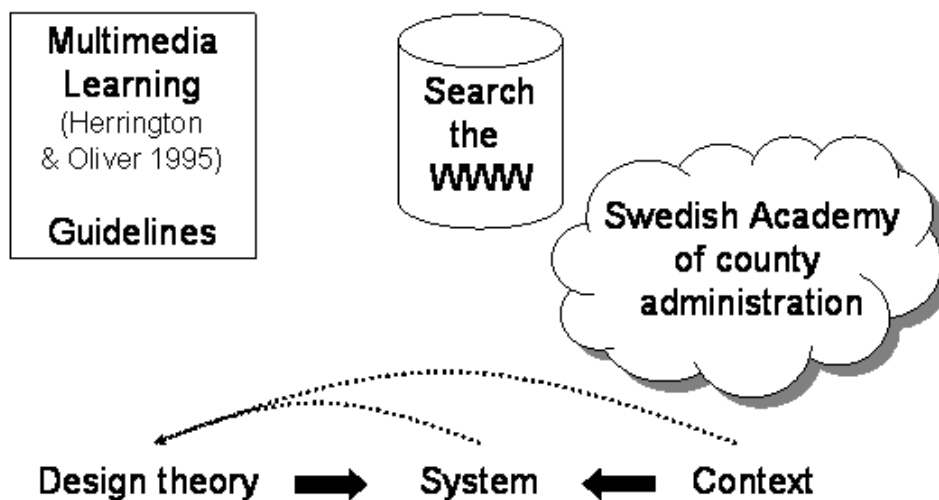 Multimedia
Learning
(Herrington
& Oliver 1995)
Guidelines
Search
the
WWW
Swedish Academy
of county
administration
Design theory
System
Context